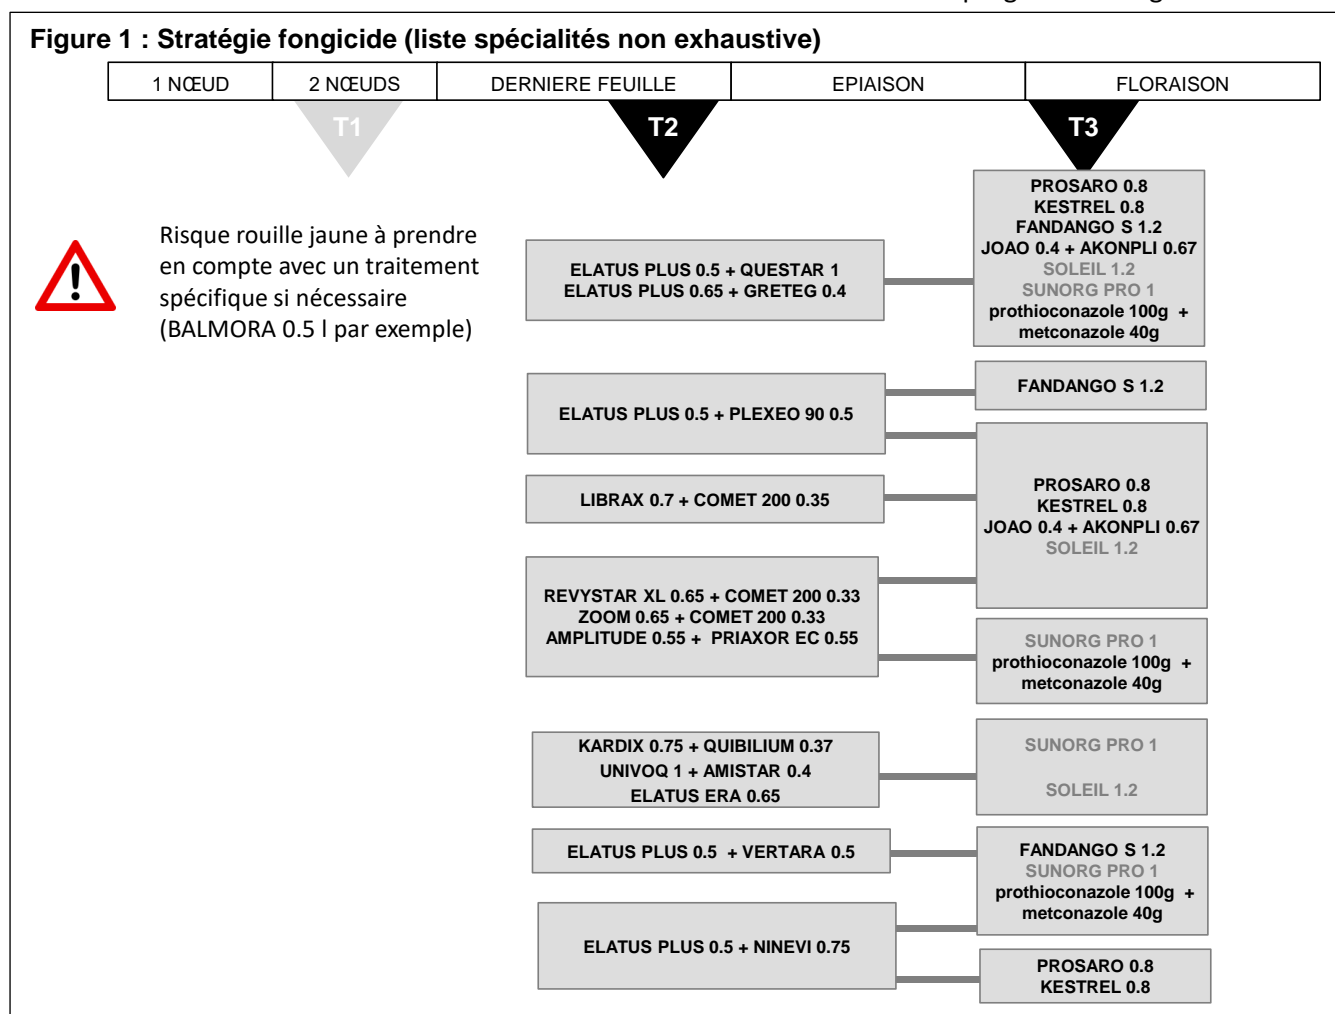 Figure 1 : Stratégie fongicide (liste spécialités non exhaustive)
1 NŒUD
2 NŒUDS
DERNIERE FEUILLE
EPIAISON
FLORAISON
T1
T2
T3
Risque rouille jaune à prendre
en compte avec un traitement
spécifique si nécessaire
(BALMORA 0.5 l par exemple)
ELATUS PLUS 0.5 + QUESTAR 1
ELATUS PLUS 0.65 + GRETEG 0.4
PROSARO 0.8
KESTREL 0.8
FANDANGO S 1.2
JOAO 0.4 + AKONPLI 0.67
SOLEIL 1.2
SUNORG PRO 1
prothioconazole 100g +
metconazole 40g
ELATUS PLUS 0.5 + PLEXEO 90 0.5
FANDANGO S 1.2
LIBRAX 0.7 + COMET 200 0.35
PROSARO 0.8
KESTREL 0.8
JOAO 0.4 + AKONPLI 0.67
SOLEIL 1.2
REVYSTAR XL 0.65 + COMET 200 0.33
ZOOM 0.65 + COMET 200 0.33
AMPLITUDE 0.55 + PRIAXOR EC 0.55
SUNORG PRO 1
prothioconazole 100g +
metconazole 40g
KARDIX 0.75 + QUIBILIUM 0.37
UNIVOQ 1 + AMISTAR 0.4
ELATUS ERA 0.65
SUNORG PRO 1
SOLEIL 1.2
ELATUS PLUS 0.5 + VERTARA 0.5
FANDANGO S 1.2
SUNORG PRO 1
prothioconazole 100g +
metconazole 40g
ELATUS PLUS 0.5 + NINEVI 0.75
PROSARO 0.8
KESTREL 0.8